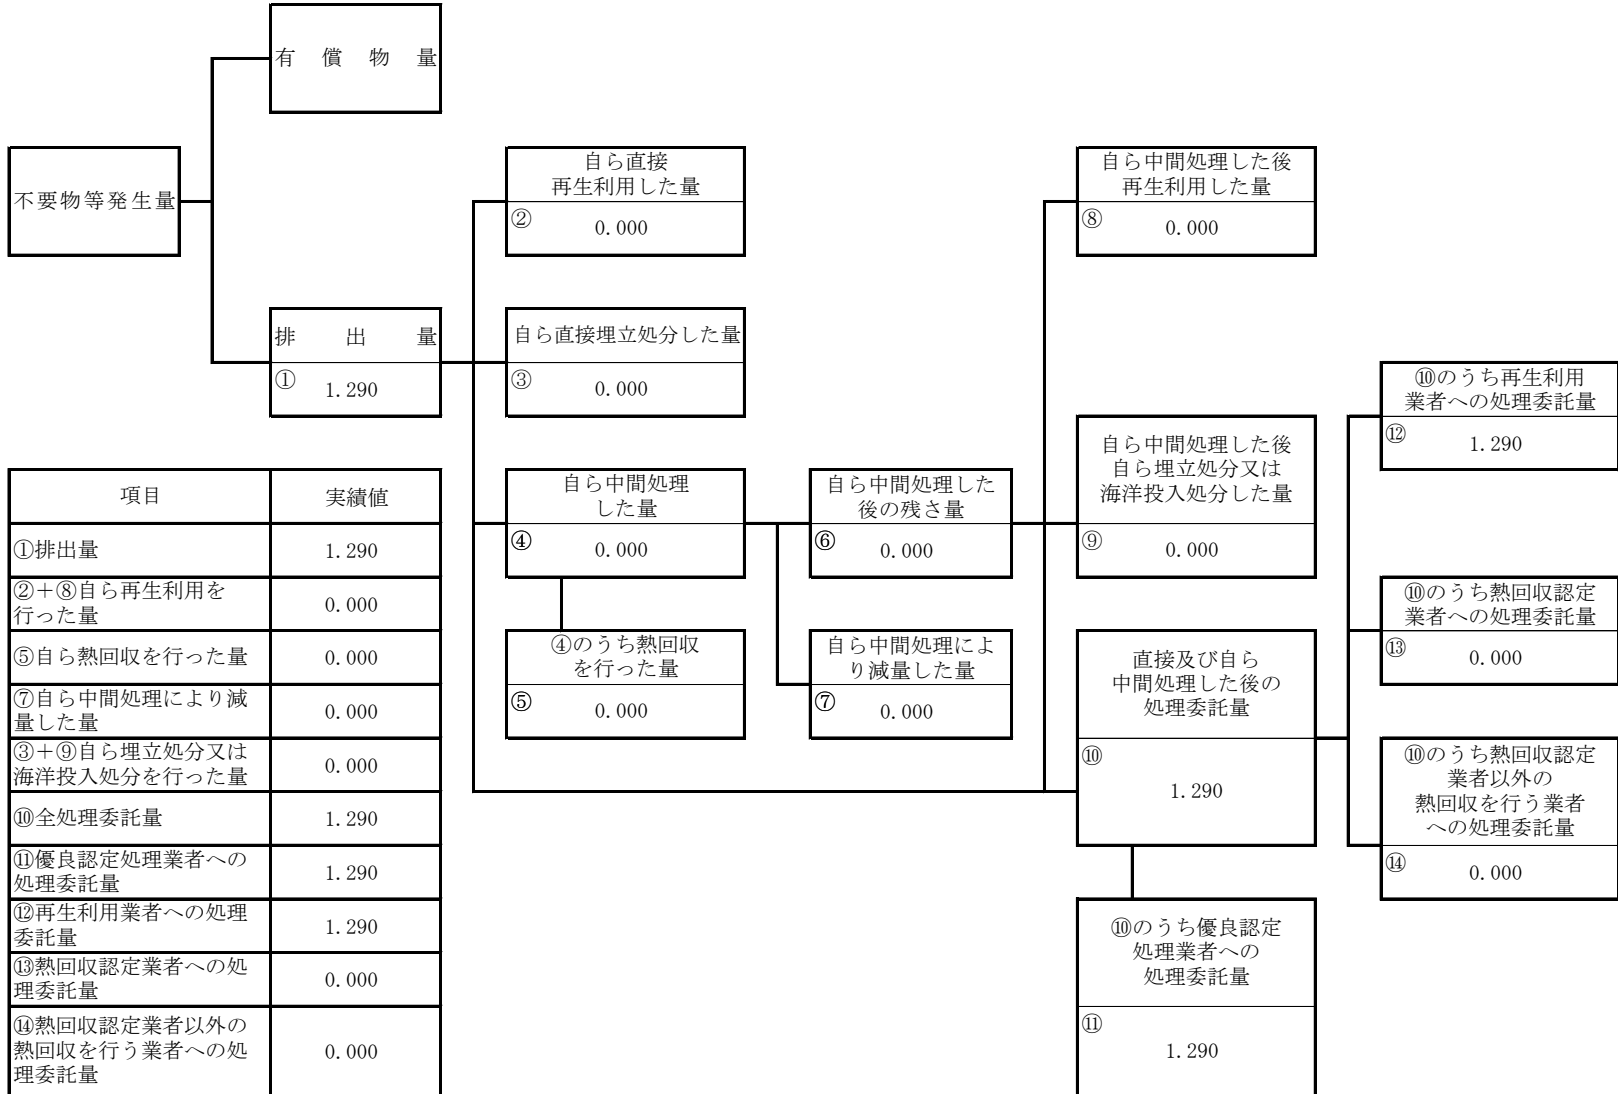 有償物量
不要物等発生量
排出量
① 1.290
自ら直接
再生利用した量
② 0.000
自ら直接埋立処分した量
③ 0.000
自ら中間処理
した量
④ 0.000
④のうち熱回収
を行った量
⑤ 0.000
自ら中間処理した
後の残さ量
⑥ 0.000
自ら中間処理によ
り減量した量
⑦ 0.000
自ら中間処理した後
再生利用した量
⑧ 0.000
自ら中間処理した後
自ら埋立処分又は
海洋投入処分した量
⑨ 0.000
直接及び自ら
中間処理した後の
処理委託量
⑩
1.290
⑩のうち優良認定
処理業者への
処理委託量
⑪
1.290
⑩のうち再生利用
業者への処理委託量
⑫ 1.290
⑩のうち熱回収認定
業者への処理委託量
⑬ 0.000
⑩のうち熱回収認定
業者以外の
熱回収を行う業者
への処理委託量
⑭ 0.000
項目 実績値
①排出量 1.290
②＋⑧自ら再生利用を
行った量 0.000
⑤自ら熱回収を行った量 0.000
⑦自ら中間処理により減
量した量 0.000
③＋⑨自ら埋立処分又は
海洋投入処分を行った量 0.000
⑩全処理委託量 1.290
⑪優良認定処理業者への
処理委託量 1.290
⑫再生利用業者への処理
委託量 1.290
⑬熱回収認定業者への処
理委託量 0.000
⑭熱回収認定業者以外の
熱回収を行う業者への処
理委託量 0.000